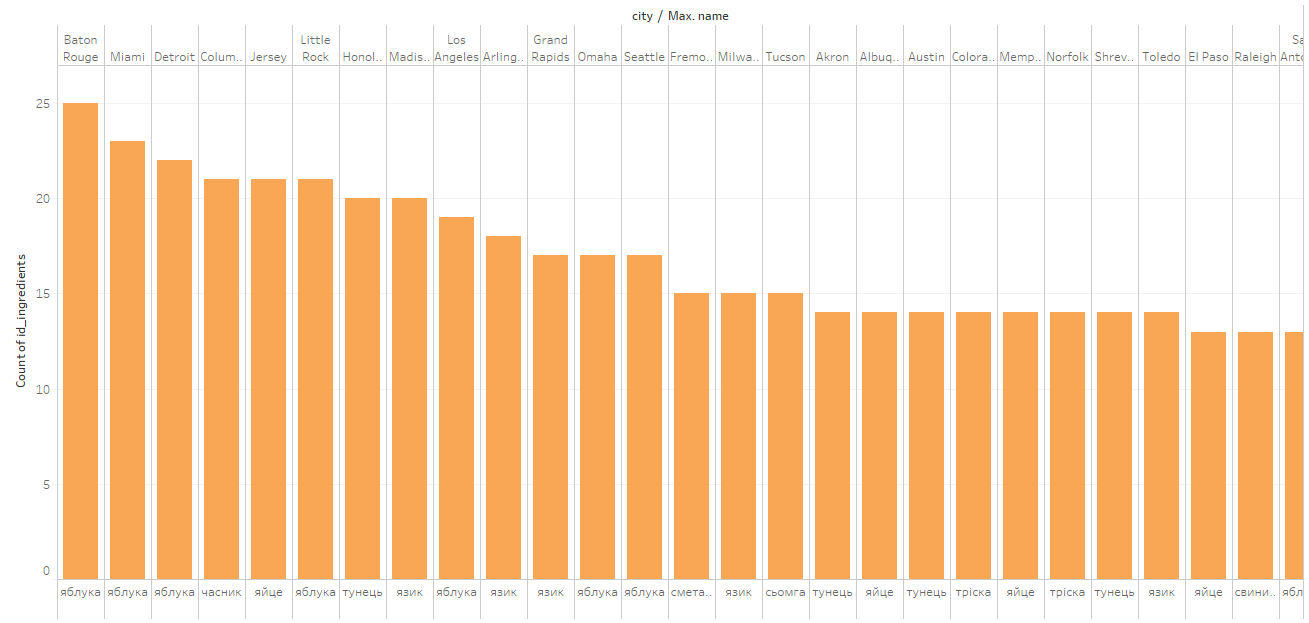 city / Max. name
Baton Rouge
Miami
Detroit
Colum..
Jersey
Little Rock
Honol..
Madis..
Los Angeles
Arling..
Grand Rapids
Omaha
Seattle
Fremo..
Milwa..
Tucson
Akron
Albuq..
Austin
Colora..
Memp..
Norfolk
Shrev..
Toledo
El Paso
Raleigh
Sa
Anto
25
20
15
10
5
0
Count of id_ingredients
яблука яблука яблука часник яйце яблука тунець язик яблука язик язик яблука яблука смета.. язик сьомга тунець яйце тунець тріска яйце тріска тунець язик яйце свини.. ябл